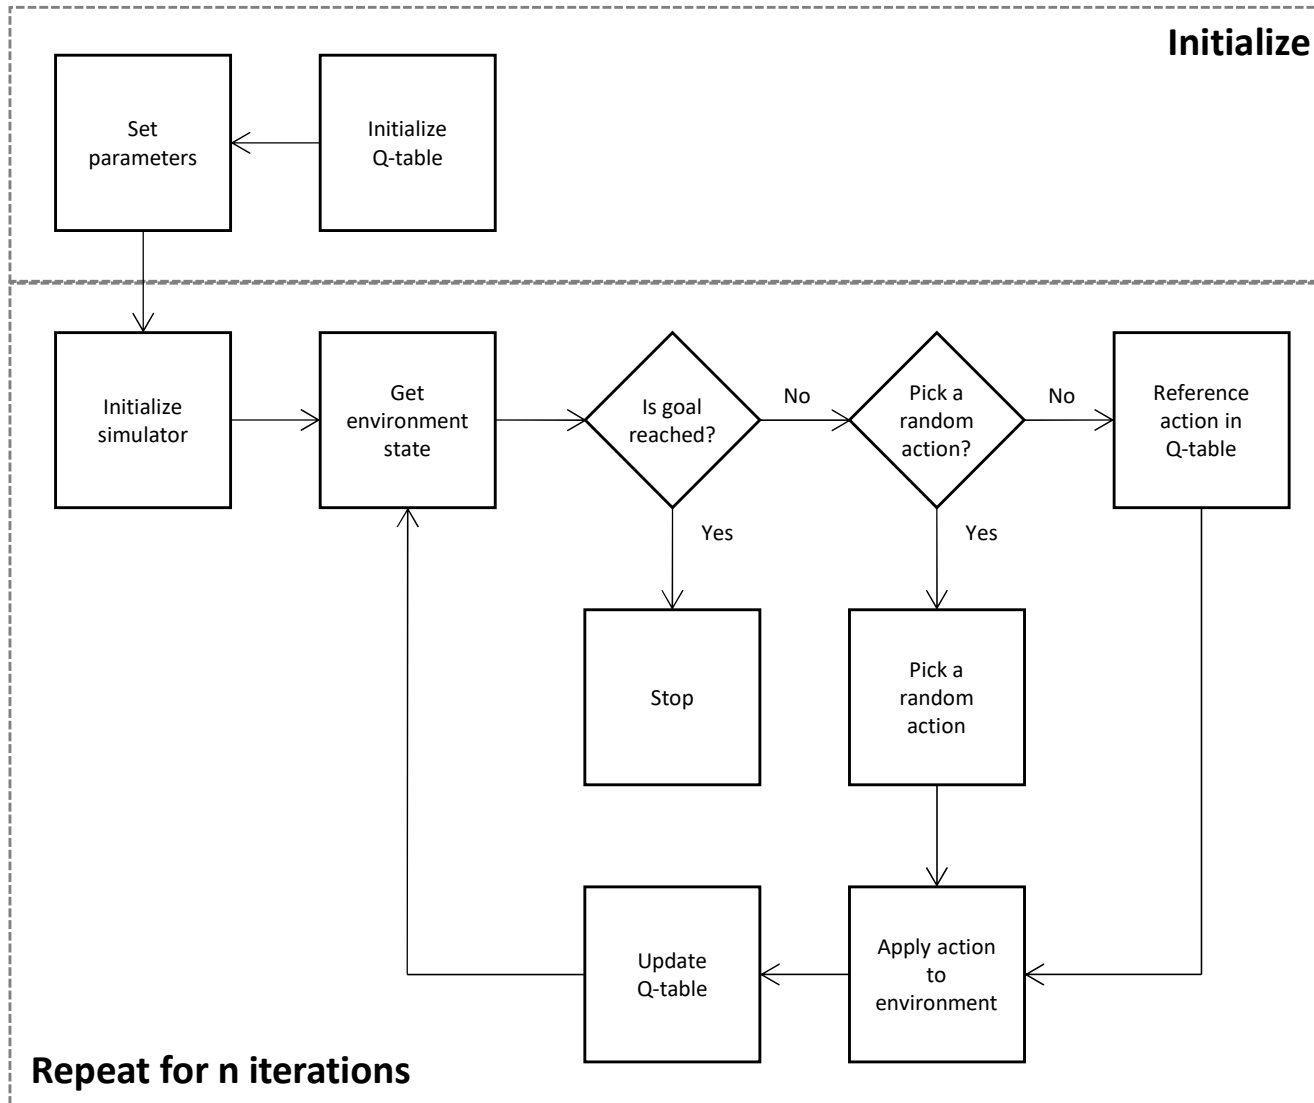 Initialize
Set
parameters
Initialize
Q-table
Initialize
simulator
Get
environment
state
Is goal
reached?
No
Pick a
random
action?
No
Reference
action in
Q-table
Yes
Yes
Stop
Pick a
random
action
Update
Q-table
Apply action
to
environment
Repeat for n iterations